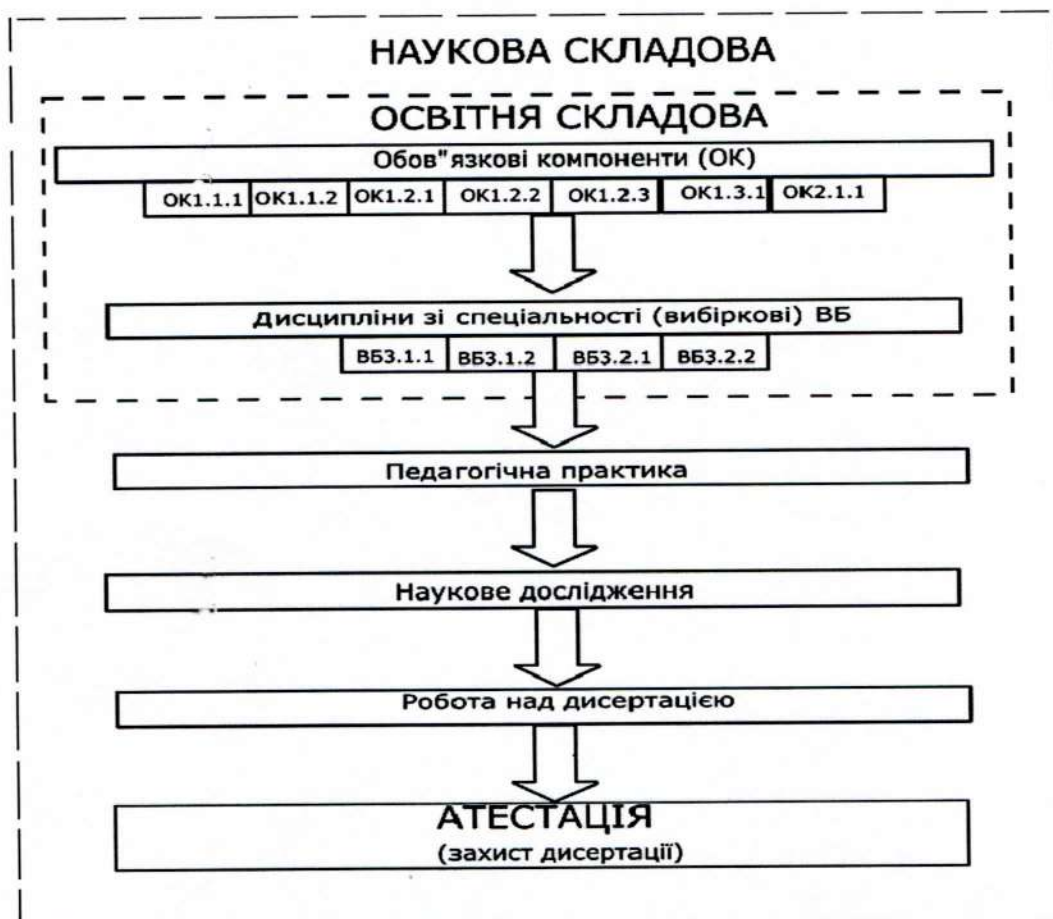 НАУКОВА СКЛАДОВА
ОСВІТНЯ СКЛАДОВА
Обов"язкові компоненти (ОК)
ОК1.1.1 ОК1.1.2 ОК1.2.1 ОК1.2.2 ОК1.2.3 ОК1.3.1 ОК2.1.1
Дисципліни зі спеціальності (вибіркові) ВБ
ВБ3.1.1 ВБ3.1.2 ВБ3.2.1 ВБ3.2.2
Педагогічна практика
Наукове дослідження
Робота над дисертацією
АТЕСТАЦІЯ
(захист дисертації)